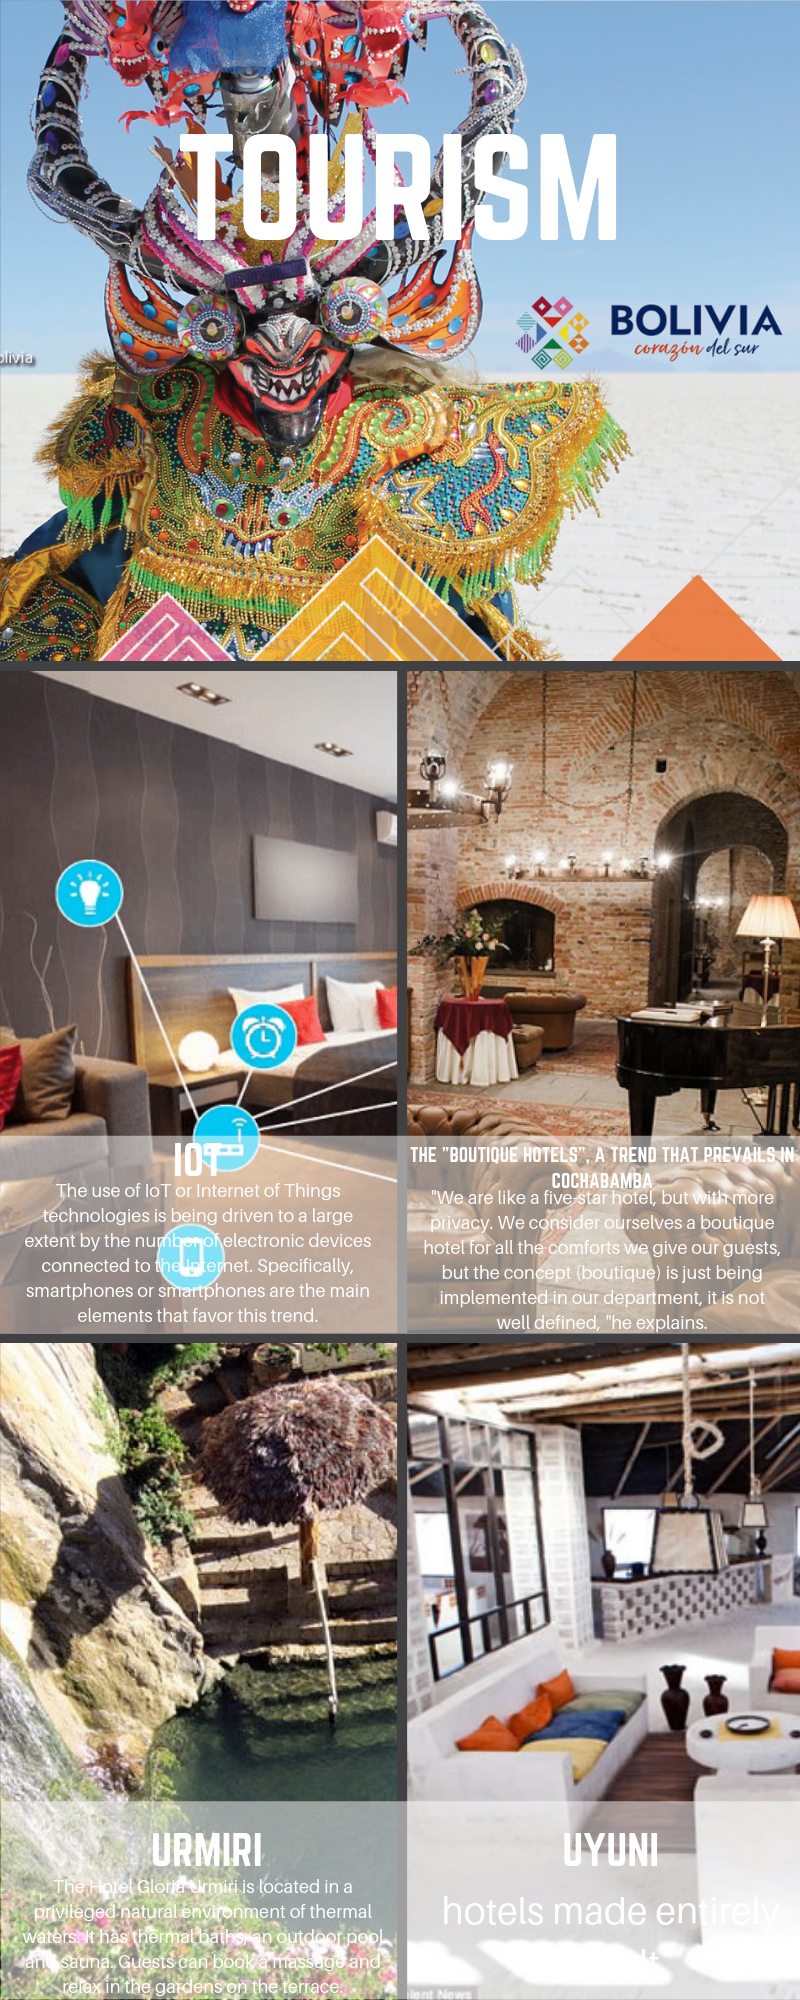 TOURISM
BOLIVIA
corazón del sur
olivia
IOT
The use of IoT or Internet of Things
technologies is being driven to a large
extent by the number of electronic devices
connected to the Internet. Specifically,
smartphones or smartphones are the main
elements that favor this trend.
THE "BOUTIQUE HOTELS", A TREND THAT PREVAILS IN
COCHABAMBA
"We are like a five-star hotel, but with more
privacy. We consider ourselves a boutique
hotel for all the comforts we give our guests,
but the concept (boutique) is just being
implemented in our department, it is not
well defined, "he explains.
URMIRI
The Hotel Gloria Urmiri is located in a
privileged natural environment of thermal
waters. It has thermal baths, an outdoor pool
and sauna. Guests can book a massage and
relax in the gardens on the terrace.
UYUNI
hotels made entirely
lent News